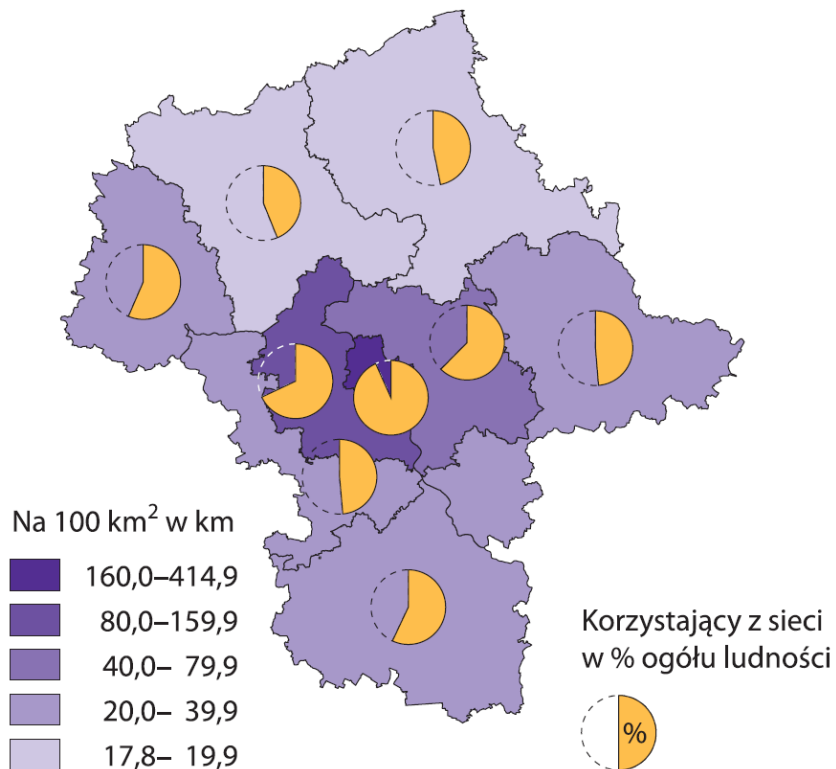 Na 100 km² w km
160,0–414,9
80,0–159,9
40,0– 79,9
20,0– 39,9
17,8– 19,9
Korzystający z sieci
w % ogółu ludności
%